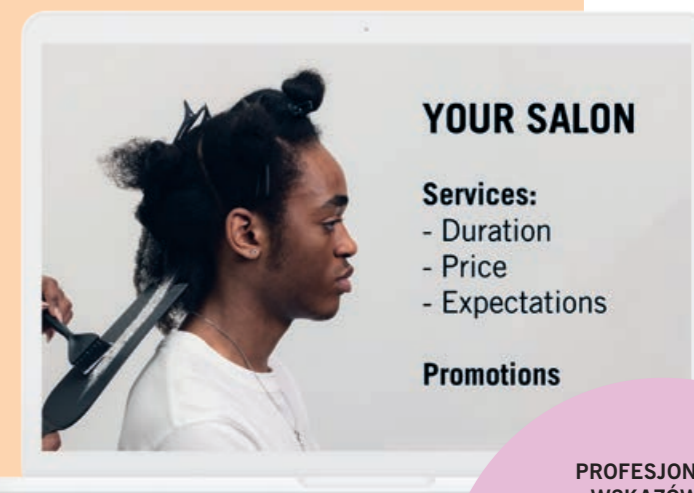 YOUR SALON
Services:
- Duration
- Price
- Expectations
Promotions